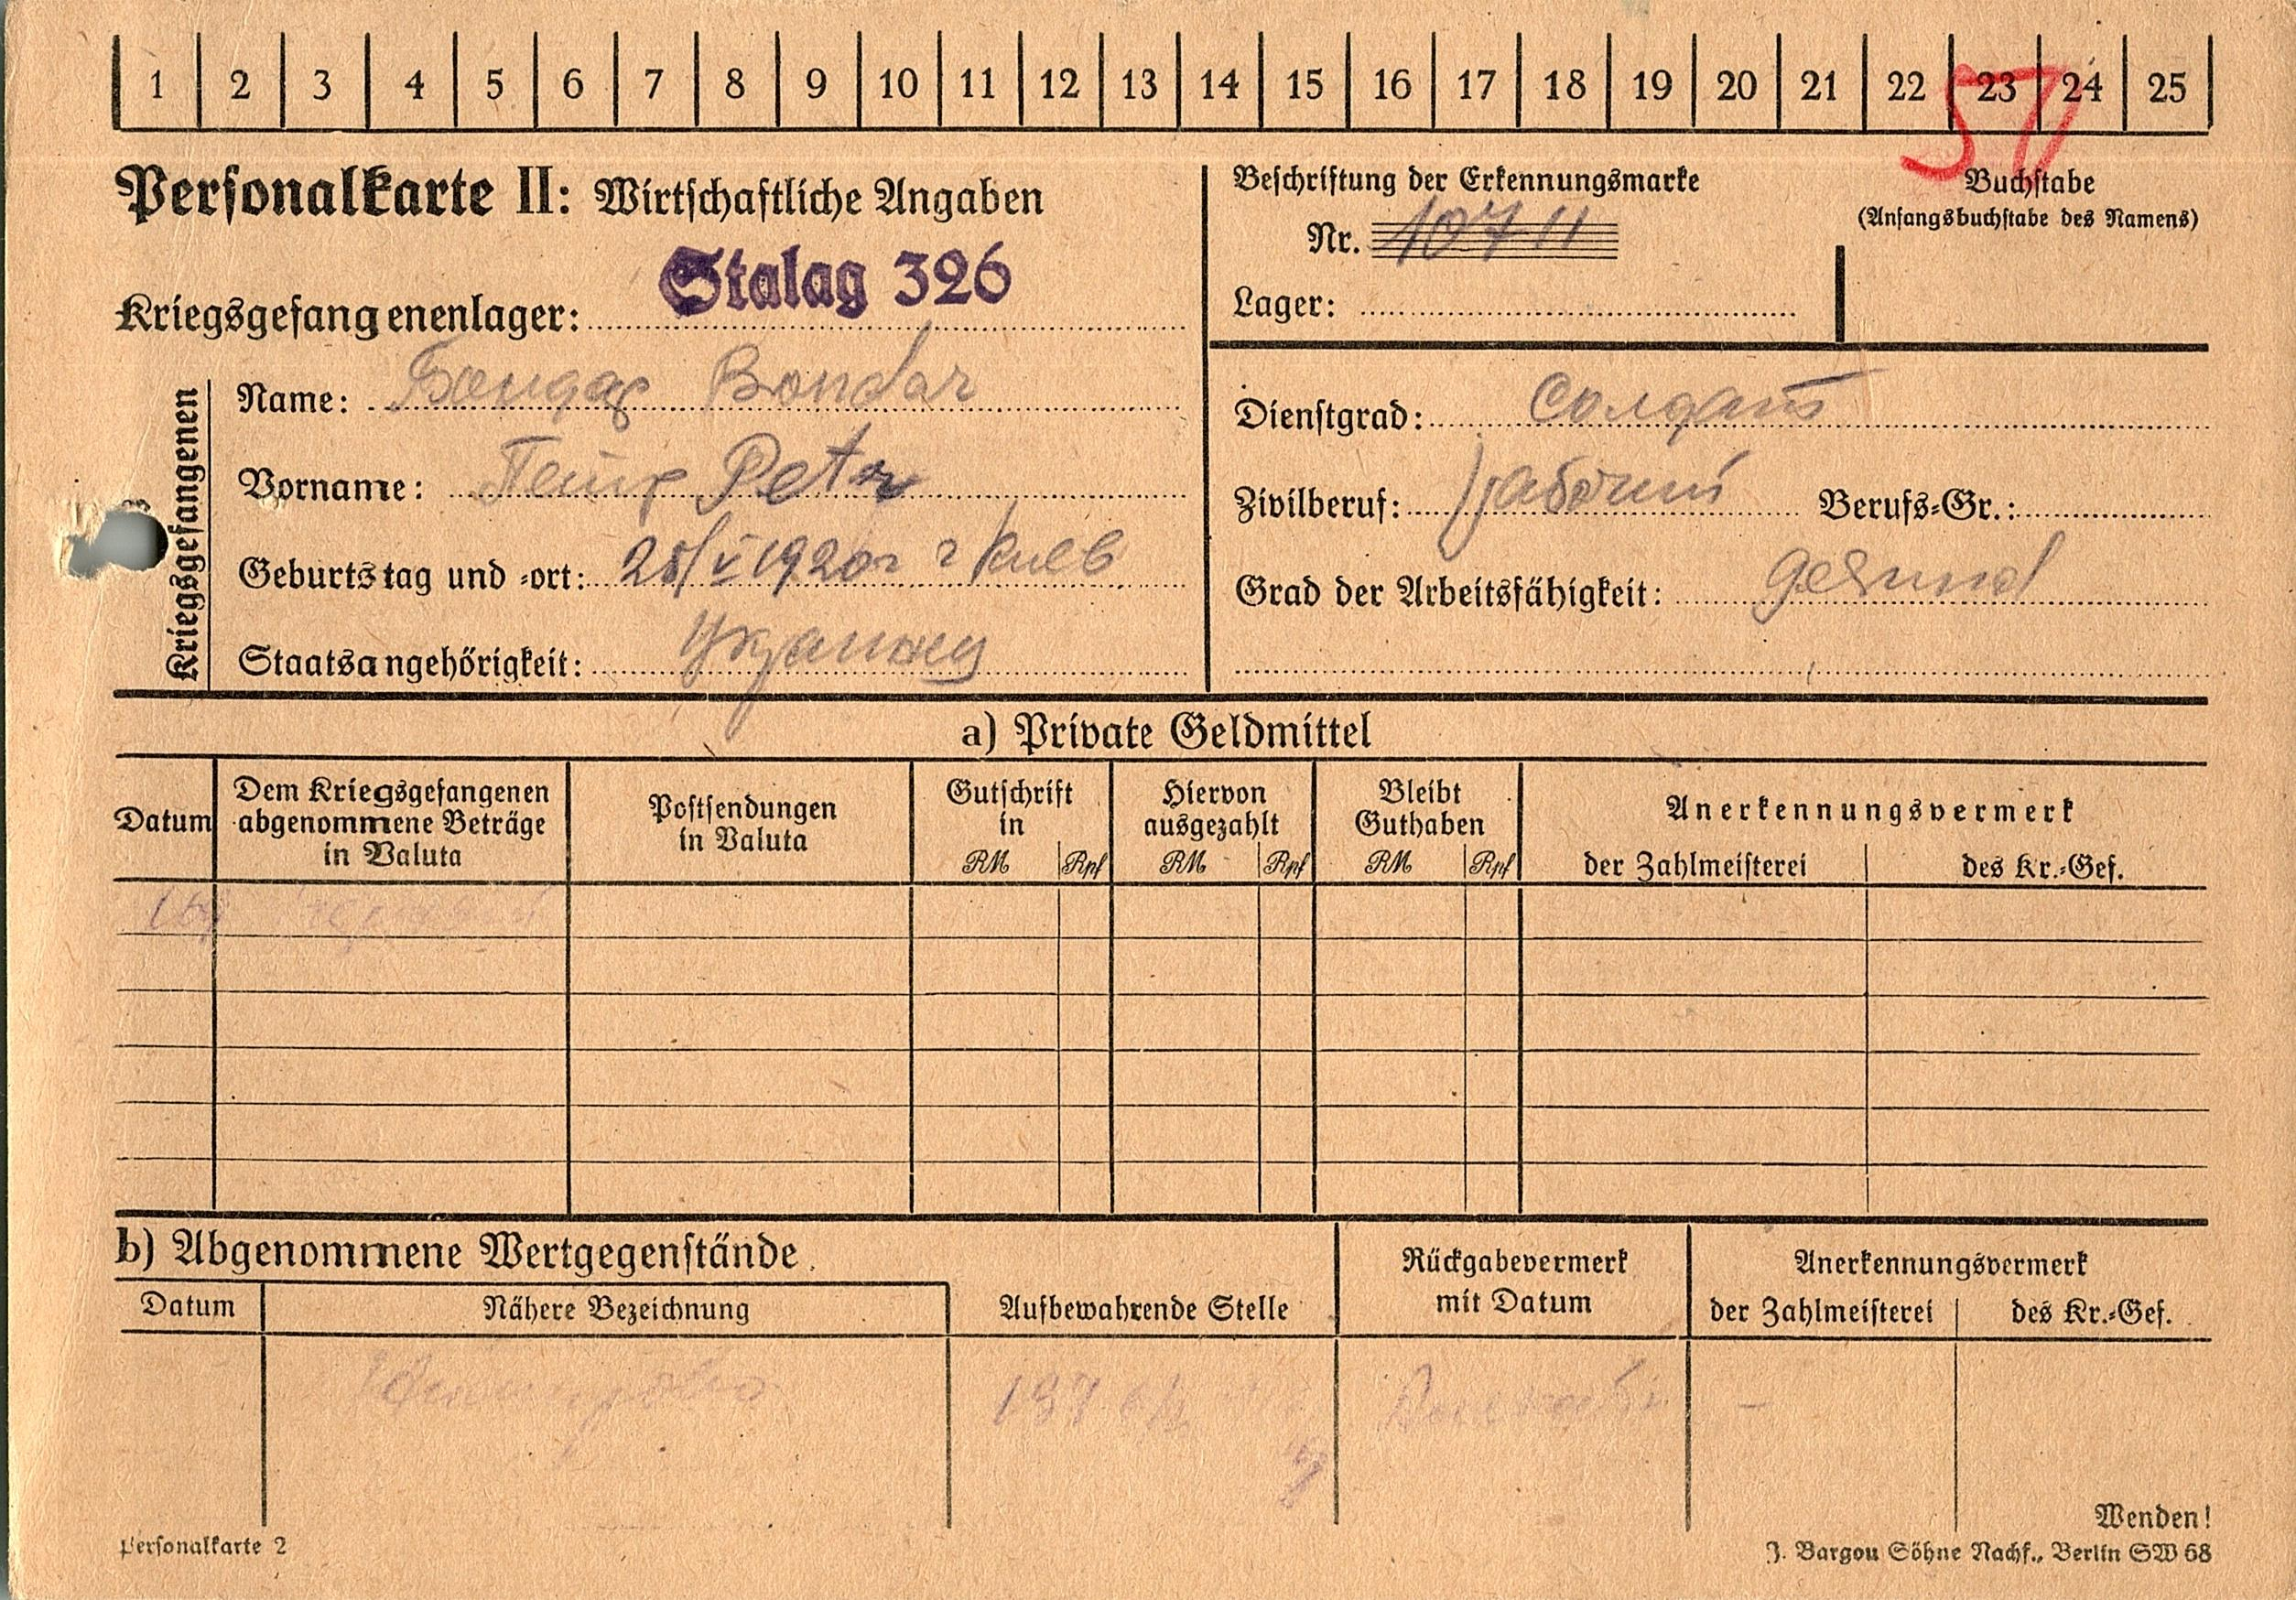 1 2 3 4 5 6 7 8 9 10 11 12 13 14 15 16 17 18 19 20 21 22 23 24 25
Personalkarte II: Wirtschaftliche Angaben
Stalag 326
Kriegsgefangenenlager:
Beschriftung der Erkennungsmarke
Nr. 10711
Lager:
Buchstabe
(Anfangsbuchstabe des Namens)
Kriegsgefangenen
Name: Бондар Bondar
Vorname: Петр Petr
Geburtstag und -ort: 25/V 1920 г г Киев
Staatsangehörigkeit: Украинец
Dienstgrad: Солдат
Zivilberuf: рабочий Berufs-Gr.:
Grad der Arbeitsfähigkeit: gesund
a) Private Geldmittel
Datum
Dem Kriegsgefangenen
abgenommene Beträge
in Valuta
Postsendungen
in Valuta
Gutschrift
in
RM Rpf
Hiervon
ausgezahlt
RM Rpf
Bleibt
Guthaben
RM Rpf
Anerkennungsvermerk
der Zahlmeisterei des Kr.-Gef.
b) Abgenommene Wertgegenstände
Datum Nähere Bezeichnung Aufbewahrende Stelle
Rückgabevermerk
mit Datum
Anerkennungsvermerk
der Zahlmeisterei des Kr.-Gef.
Wenden!
Personalkarte 2
J. Bargou Söhne Nachf., Berlin SW 68